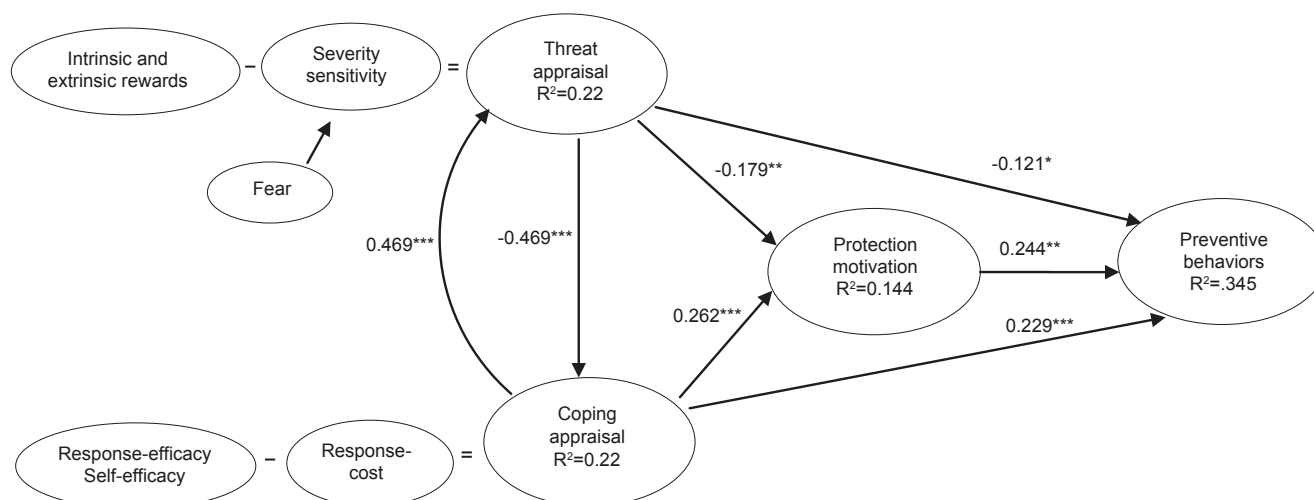 Intrinsic and
extrinsic rewards
–
Severity
sensitivity
=
Threat
appraisal
R²=0.22
Fear
-0.179**
-0.121*
0.469***
-0.469***
Protection
motivation
R²=0.144
0.244**
Preventive
behaviors
R²=.345
0.262***
0.229***
Response-efficacy
Self-efficacy
–
Response-
cost
=
Coping
appraisal
R²=0.22